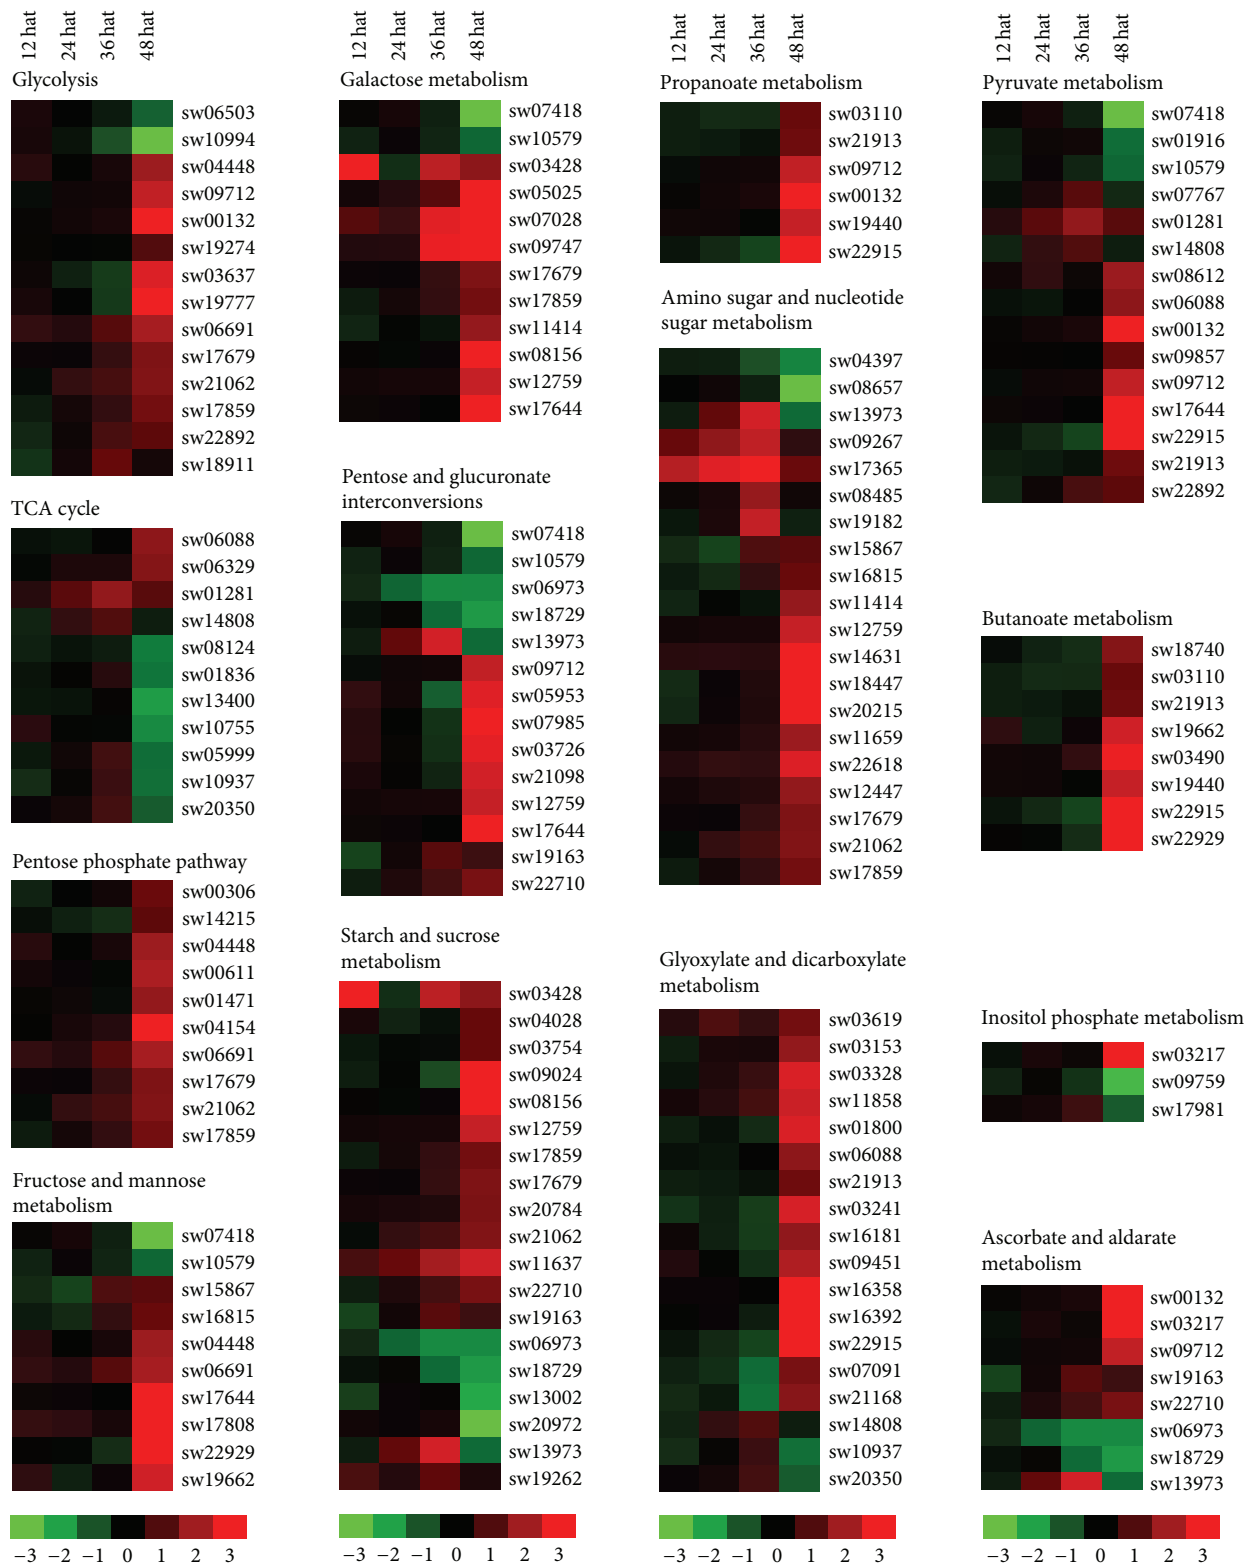 12 hat
24 hat
36 hat
48 hat
Glycolysis
sw06503
sw10994
sw04448
sw09712
sw00132
sw19274
sw03637
sw19777
sw06691
sw17679
sw21062
sw17859
sw22892
sw18911
TCA cycle
sw06088
sw06329
sw01281
sw14808
sw08124
sw01836
sw13400
sw10755
sw05999
sw10937
sw20350
Pentose phosphate pathway
sw00306
sw14215
sw04448
sw00611
sw01471
sw04154
sw06691
sw17679
sw21062
sw17859
Fructose and mannose
metabolism
sw07418
sw10579
sw15867
sw16815
sw04448
sw06691
sw17644
sw17808
sw22929
sw19662
−3 −2 −1 0 1 2 3
12 hat
24 hat
36 hat
48 hat
Galactose metabolism
sw07418
sw10579
sw03428
sw05025
sw07028
sw09747
sw17679
sw17859
sw11414
sw08156
sw12759
sw17644
Pentose and glucuronate
interconversions
sw07418
sw10579
sw06973
sw18729
sw13973
sw09712
sw05953
sw07985
sw03726
sw21098
sw12759
sw17644
sw19163
sw22710
Starch and sucrose
metabolism
sw03428
sw04028
sw03754
sw09024
sw08156
sw12759
sw17859
sw17679
sw20784
sw21062
sw11637
sw22710
sw19163
sw06973
sw18729
sw13002
sw20972
sw13973
sw19262
−3 −2 −1 0 1 2 3
12 hat
24 hat
36 hat
48 hat
Propanoate metabolism
sw03110
sw21913
sw09712
sw00132
sw19440
sw22915
Amino sugar and nucleotide
sugar metabolism
sw04397
sw08657
sw13973
sw09267
sw17365
sw08485
sw19182
sw15867
sw16815
sw11414
sw12759
sw14631
sw18447
sw20215
sw11659
sw22618
sw12447
sw17679
sw21062
sw17859
Glyoxylate and dicarboxylate
metabolism
sw03619
sw03153
sw03328
sw11858
sw01800
sw06088
sw21913
sw03241
sw16181
sw09451
sw16358
sw16392
sw22915
sw07091
sw21168
sw14808
sw10937
sw20350
−3 −2 −1 0 1 2 3
12 hat
24 hat
36 hat
48 hat
Pyruvate metabolism
sw07418
sw01916
sw10579
sw07767
sw01281
sw14808
sw08612
sw06088
sw00132
sw09857
sw09712
sw17644
sw22915
sw21913
sw22892
Butanoate metabolism
sw18740
sw03110
sw21913
sw19662
sw03490
sw19440
sw22915
sw22929
Inositol phosphate metabolism
sw03217
sw09759
sw17981
Ascorbate and aldarate
metabolism
sw00132
sw03217
sw09712
sw19163
sw22710
sw06973
sw18729
sw13973
−3 −2 −1 0 1 2 3